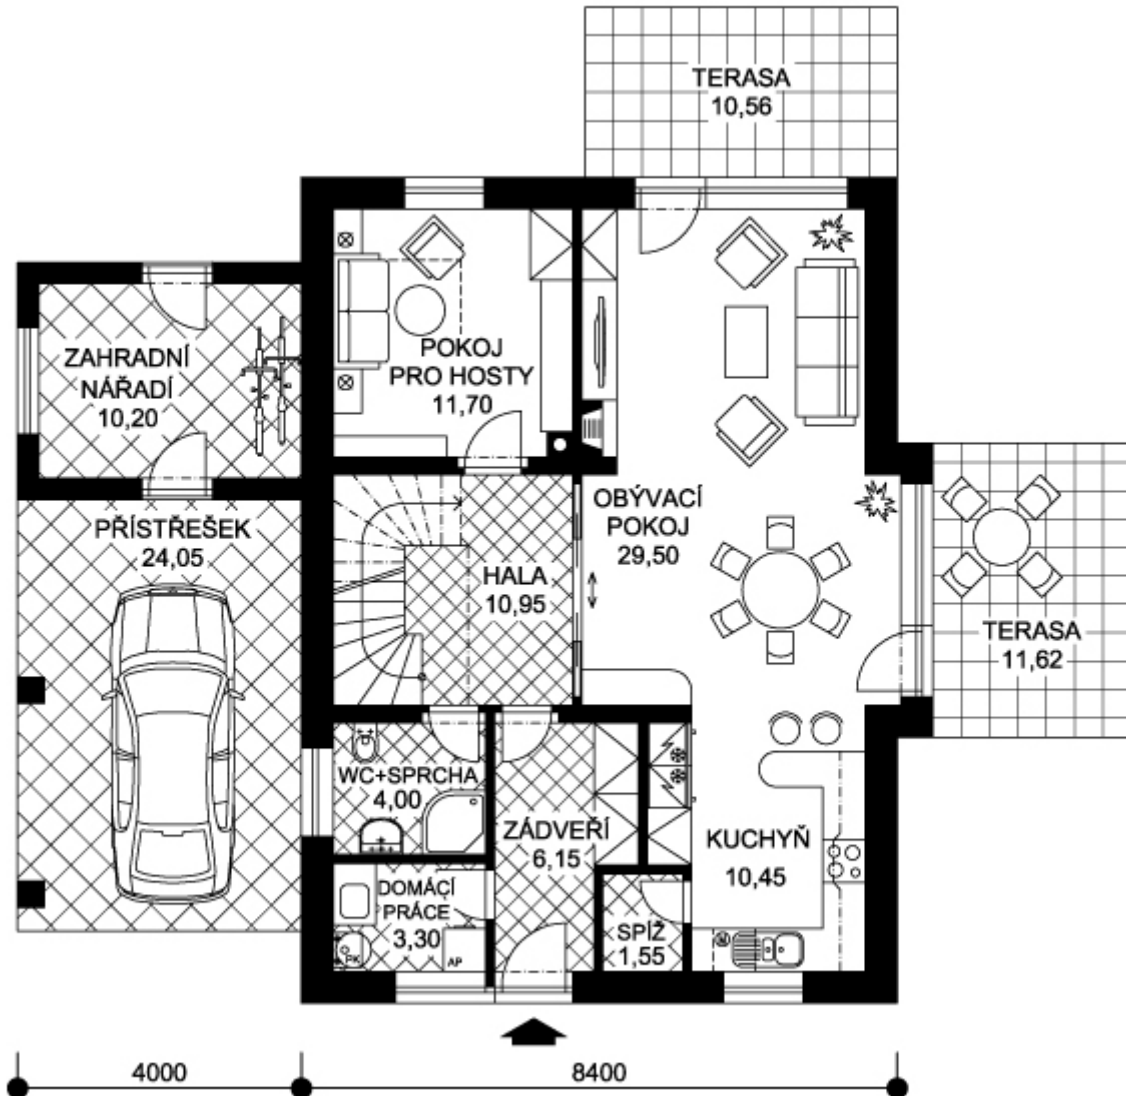 TERASA
10,56
ZAHRADNÍ
NÁŘADÍ
10,20
POKOJ
PRO HOSTY
11,70
PŘÍSTŘEŠEK
24,05
OBÝVACÍ
POKOJ
29,50
HALA
10,95
TERASA
11,62
WC+SPRCHA
4,00
ZÁDVEŘÍ
6,15
KUCHYŇ
10,45
DOMÁCÍ
PRÁCE
3,30
PK
AP
SPÍŽ
1,55
M
4000
8400